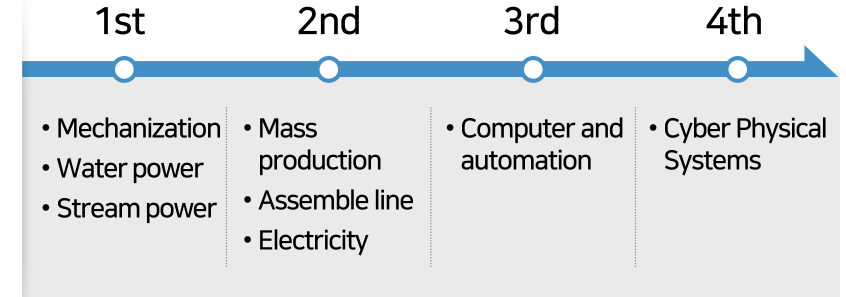 1st
2nd
3rd
4th
• Mechanization
• Water power
• Stream power
• Mass
production
• Assemble line
• Electricity
• Computer and
automation
• Cyber Physical
Systems